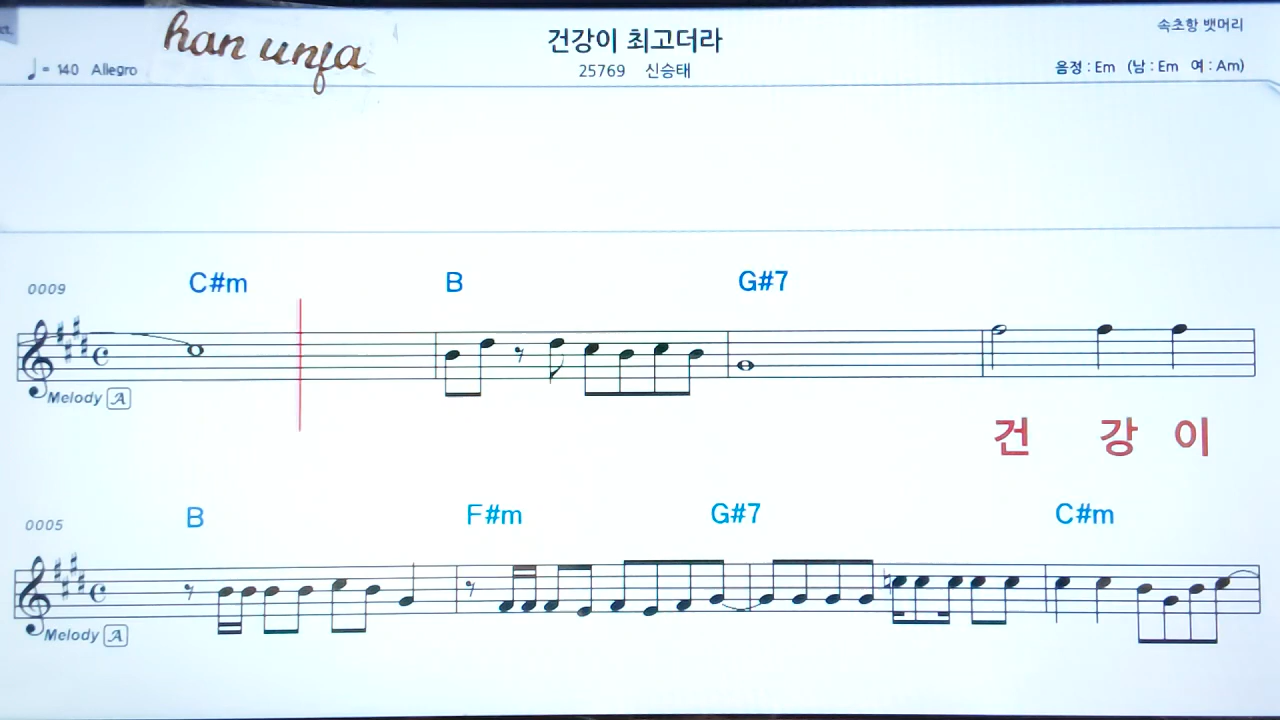 han unja
건강이 최고더라
속초항 뱃머리
♩= 140 Allegro
25769 신승태
음정 : Em (남 : Em 여 : Am)
0009 C#m B G#7
Melody A
건 강 이
0005 B F#m G#7 C#m
Melody A